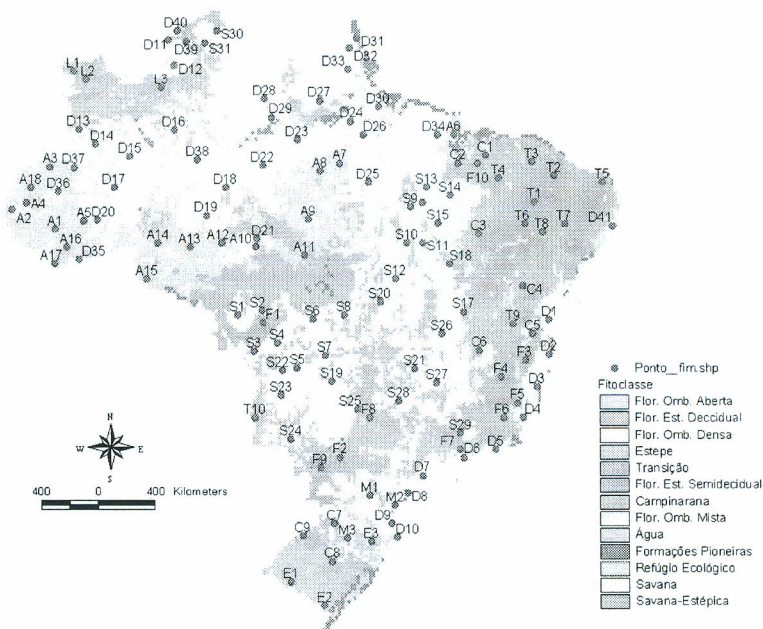 D40
S30
D11
D39
S31
D31
D32
D33
D12
L1
L2
L3
D28
D27
D30
D29
D24
D13
D14
D16
D26
D34 A6
D23
D15
D38
C1
C2
T3
A3
D37
D22
A7
A8
F10
T4
T2
T5
A18
D36
D17
D18
D25
S13
S14
A4
A2
S9
T1
D19
A9
A5
D20
S15
C3
T6
T8
T7
D41
A1
A16
A14
A13
A12
A10
D21
S10
S11
A17
D35
A11
S18
A15
S12
C4
S20
S1
S2
F1
S6
S8
S17
D1
T9
C5
S26
S4
S3
C6
D2
F3
S7
S5
S22
S21
F4
S19
S27
D3
S23
S28
F5
T10
S25
F8
F6
D4
S24
S29
F7
D6
D5
F2
F9
D7
M1
D8
M2
C7
D9
C9
M3
E3
D10
C8
E1
E2
N
W
E
S
400
0
400 Kilometers
Ponto__fim.shp
Fitoclasse
Flor. Omb. Aberta
Flor. Est. Deccidual
Flor. Omb. Densa
Estepe
Transição
Flor. Est. Semidecidual
Campinarana
Flor. Omb. Mista
Água
Formações Pioneiras
Refúgio Ecológico
Savana
Savana-Estépica